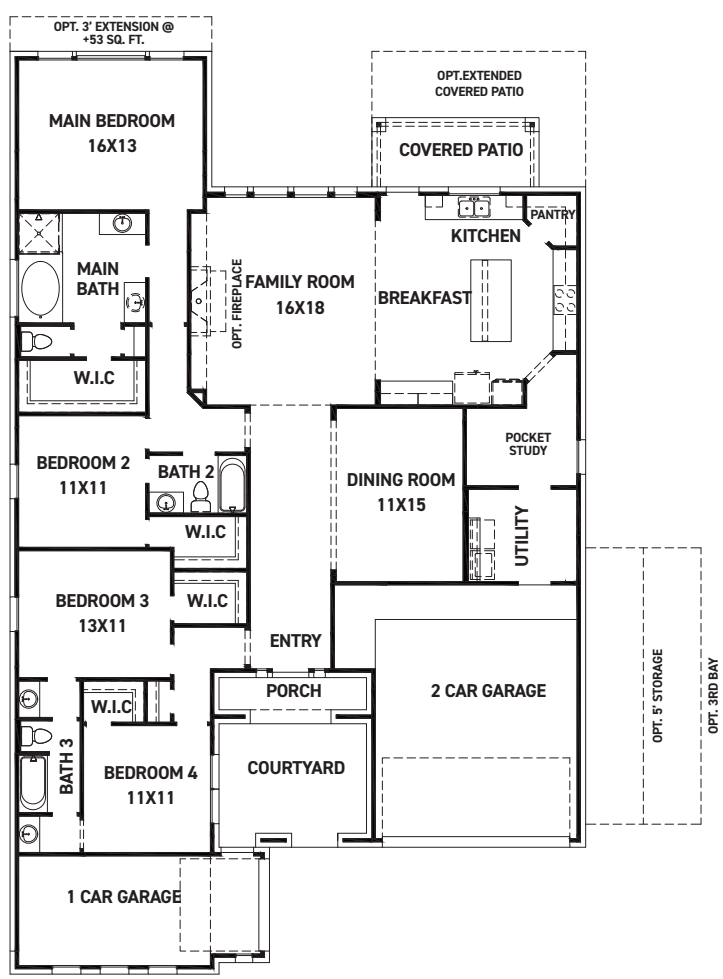 OPT. 3' EXTENSION @
+53 SQ. FT.
MAIN BEDROOM
16X13
OPT.EXTENDED
COVERED PATIO
COVERED PATIO
PANTRY
KITCHEN
MAIN
BATH
OPT. FIREPLACE
FAMILY ROOM
16X18
BREAKFAST
W.I.C
BEDROOM 2
11X11
BATH 2
W.I.C
DINING ROOM
11X15
POCKET
STUDY
UTILITY
BEDROOM 3
13X11
W.I.C
ENTRY
PORCH
2 CAR GARAGE
OPT. 5' STORAGE
OPT. 3RD BAY
W.I.C
BATH 3
BEDROOM 4
11X11
COURTYARD
1 CAR GARAGE